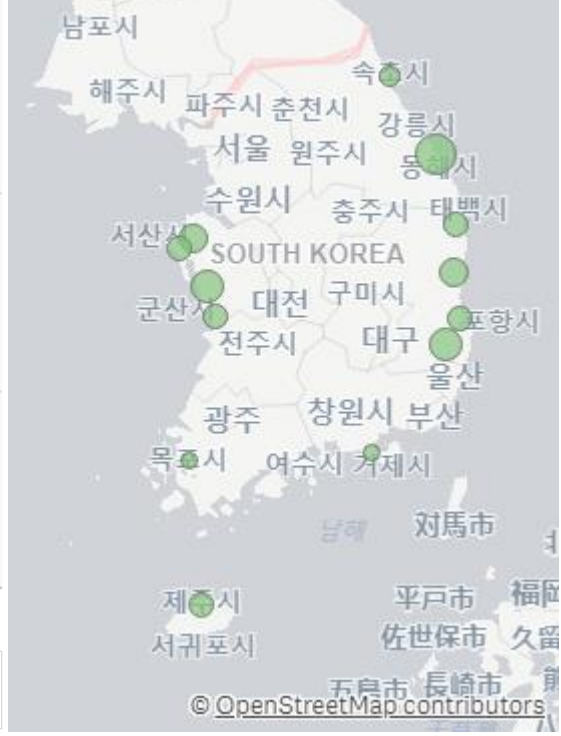 남포시
해주시
파주시 춘천시
속초시
강릉시
서울 원주시
동해시
수원시
충주시 태백시
서산시
SOUTH KOREA
군산시 대전 구미시
포항시
전주시 대구
울산
광주 창원시 부산
목포시 여수시 거제시
남해
対馬市
제주시
平戸市 福岡
서귀포시
佐世保市 久留
五島市 長崎市 熊
© OpenStreetMap contributors